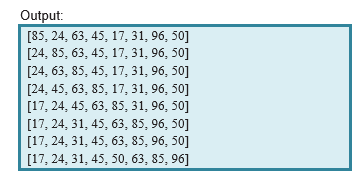 Output:
[85, 24, 63, 45, 17, 31, 96, 50]
[24, 85, 63, 45, 17, 31, 96, 50]
[24, 63, 85, 45, 17, 31, 96, 50]
[24, 45, 63, 85, 17, 31, 96, 50]
[17, 24, 45, 63, 85, 31, 96, 50]
[17, 24, 31, 45, 63, 85, 96, 50]
[17, 24, 31, 45, 63, 85, 96, 50]
[17, 24, 31, 45, 50, 63, 85, 96]